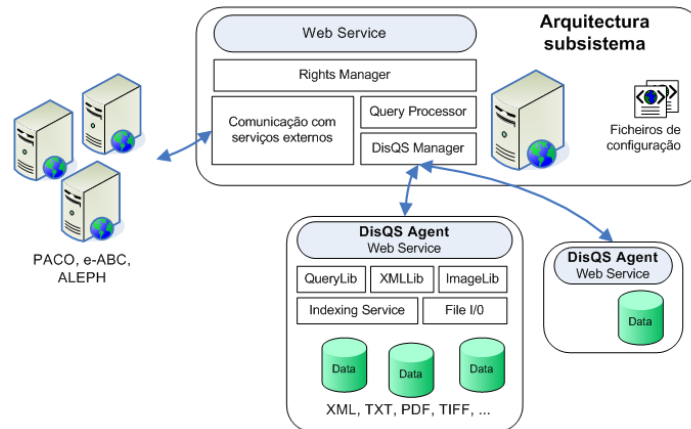 Arquitectura
subsistema
Web Service
Rights Manager
Comunicação com
serviços externos
Query Processor
DisQS Manager
Ficheiros de
configuração
PACO, e-ABC,
ALEPH
DisQS Agent
Web Service
QueryLib
XMLLib
ImageLib
Indexing Service
File I/0
Data
Data
Data
XML, TXT, PDF, TIFF, ...
DisQS Agent
Web Service
Data